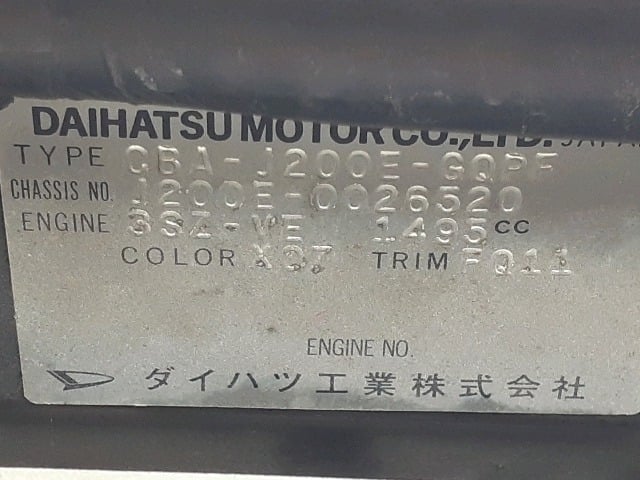 DAIHATSU MOTOR CO.,LTD. JAPAN
TYPE CBA-J200E-GQPF
CHASSIS NO. J200E-0026520
ENGINE 3SZ-VE 1495 CC
COLOR X07 TRIM FQ11
ENGINE NO.
ダイハツ工業株式会社